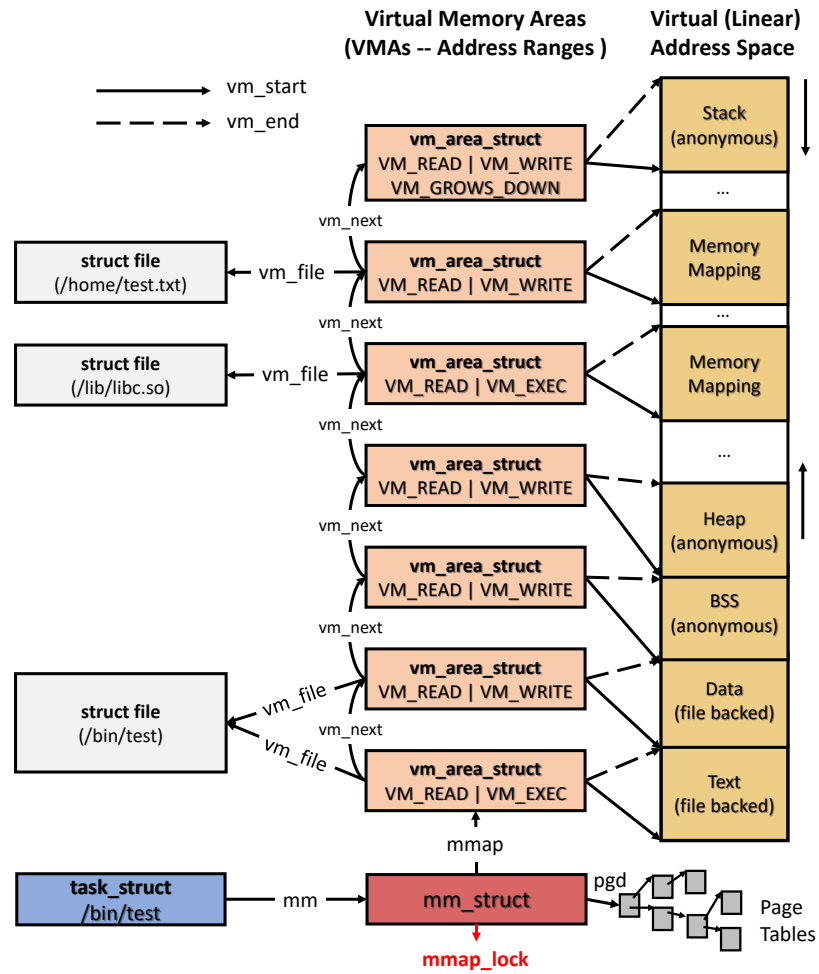 Virtual Memory Areas
(VMAs -- Address Ranges )
Virtual (Linear)
Address Space
vm_start
vm_end
vm_area_struct
VM_READ | VM_WRITE
VM_GROWS_DOWN
Stack
(anonymous)
...
vm_next
struct file
(/home/test.txt)
vm_file
vm_area_struct
VM_READ | VM_WRITE
Memory
Mapping
...
vm_next
struct file
(/lib/libc.so)
vm_file
vm_area_struct
VM_READ | VM_EXEC
Memory
Mapping
vm_next
...
vm_area_struct
VM_READ | VM_WRITE
Heap
(anonymous)
vm_next
vm_area_struct
VM_READ | VM_WRITE
BSS
(anonymous)
vm_next
struct file
(/bin/test)
vm_file
vm_area_struct
VM_READ | VM_WRITE
Data
(file backed)
vm_next
vm_file
vm_area_struct
VM_READ | VM_EXEC
Text
(file backed)
mmap
task_struct
/bin/test
mm
mm_struct
pgd
Page
Tables
mmap_lock